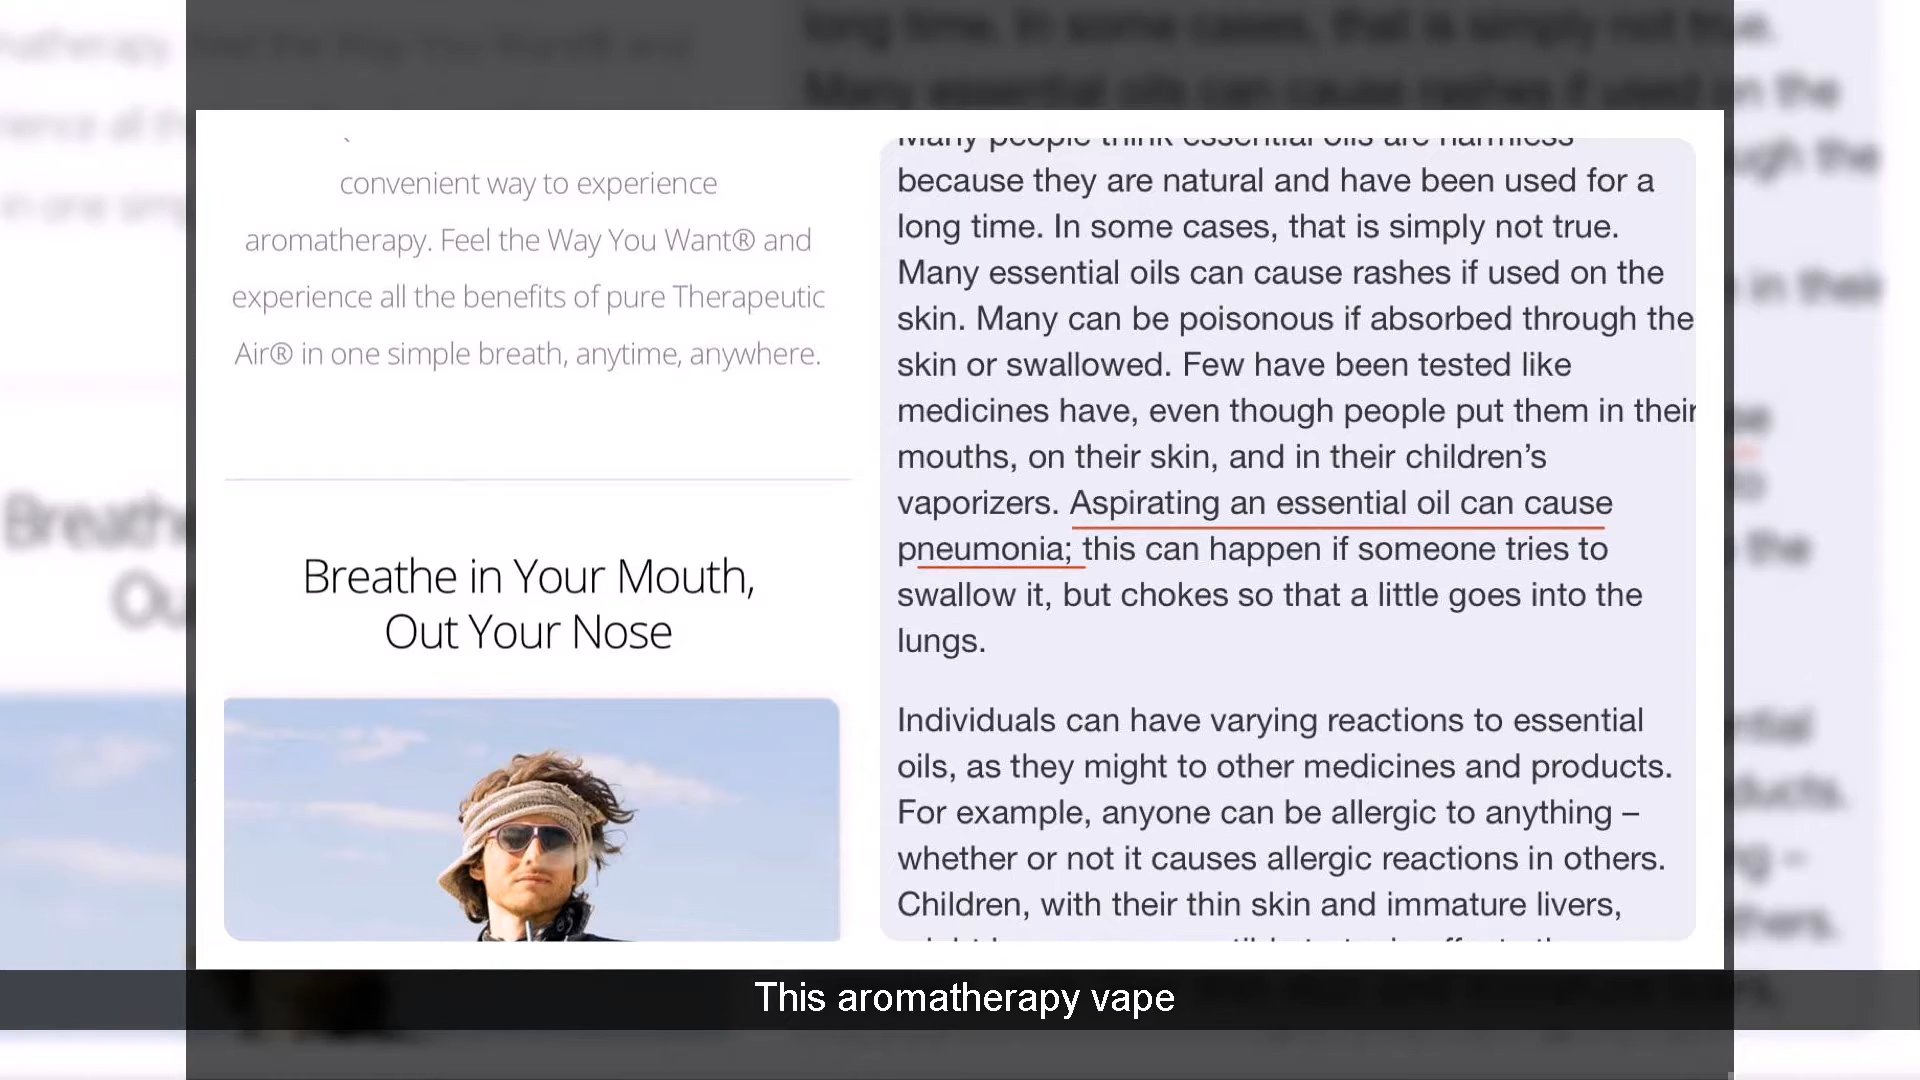 convenient way to experience
aromatherapy. Feel the Way You Want® and
experience all the benefits of pure Therapeutic
Air® in one simple breath, anytime, anywhere.
Breathe in Your Mouth,
Out Your Nose
Many people think essential oils are harmless
because they are natural and have been used for a
long time. In some cases, that is simply not true.
Many essential oils can cause rashes if used on the
skin. Many can be poisonous if absorbed through the
skin or swallowed. Few have been tested like
medicines have, even though people put them in their
mouths, on their skin, and in their children’s
vaporizers. Aspirating an essential oil can cause
pneumonia; this can happen if someone tries to
swallow it, but chokes so that a little goes into the
lungs.
Individuals can have varying reactions to essential
oils, as they might to other medicines and products.
For example, anyone can be allergic to anything –
whether or not it causes allergic reactions in others.
Children, with their thin skin and immature livers,
This aromatherapy vape